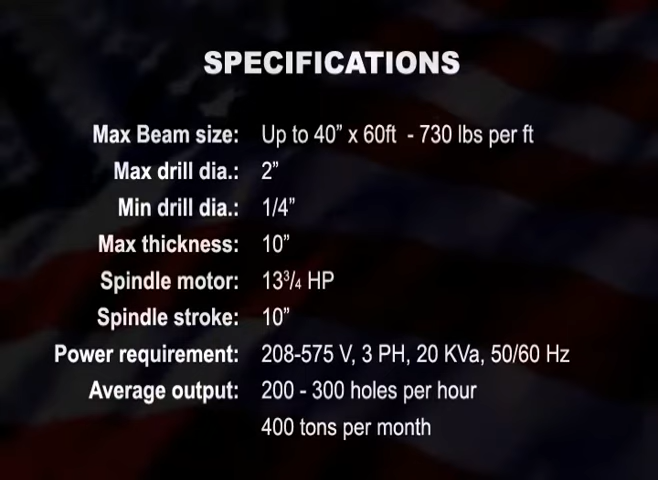 SPECIFICATIONS
Max Beam size: Up to 40” x 60ft - 730 lbs per ft
Max drill dia.: 2”
Min drill dia.: 1/4”
Max thickness: 10”
Spindle motor: 13³/₄ HP
Spindle stroke: 10”
Power requirement: 208-575 V, 3 PH, 20 KVa, 50/60 Hz
Average output: 200 - 300 holes per hour
400 tons per month